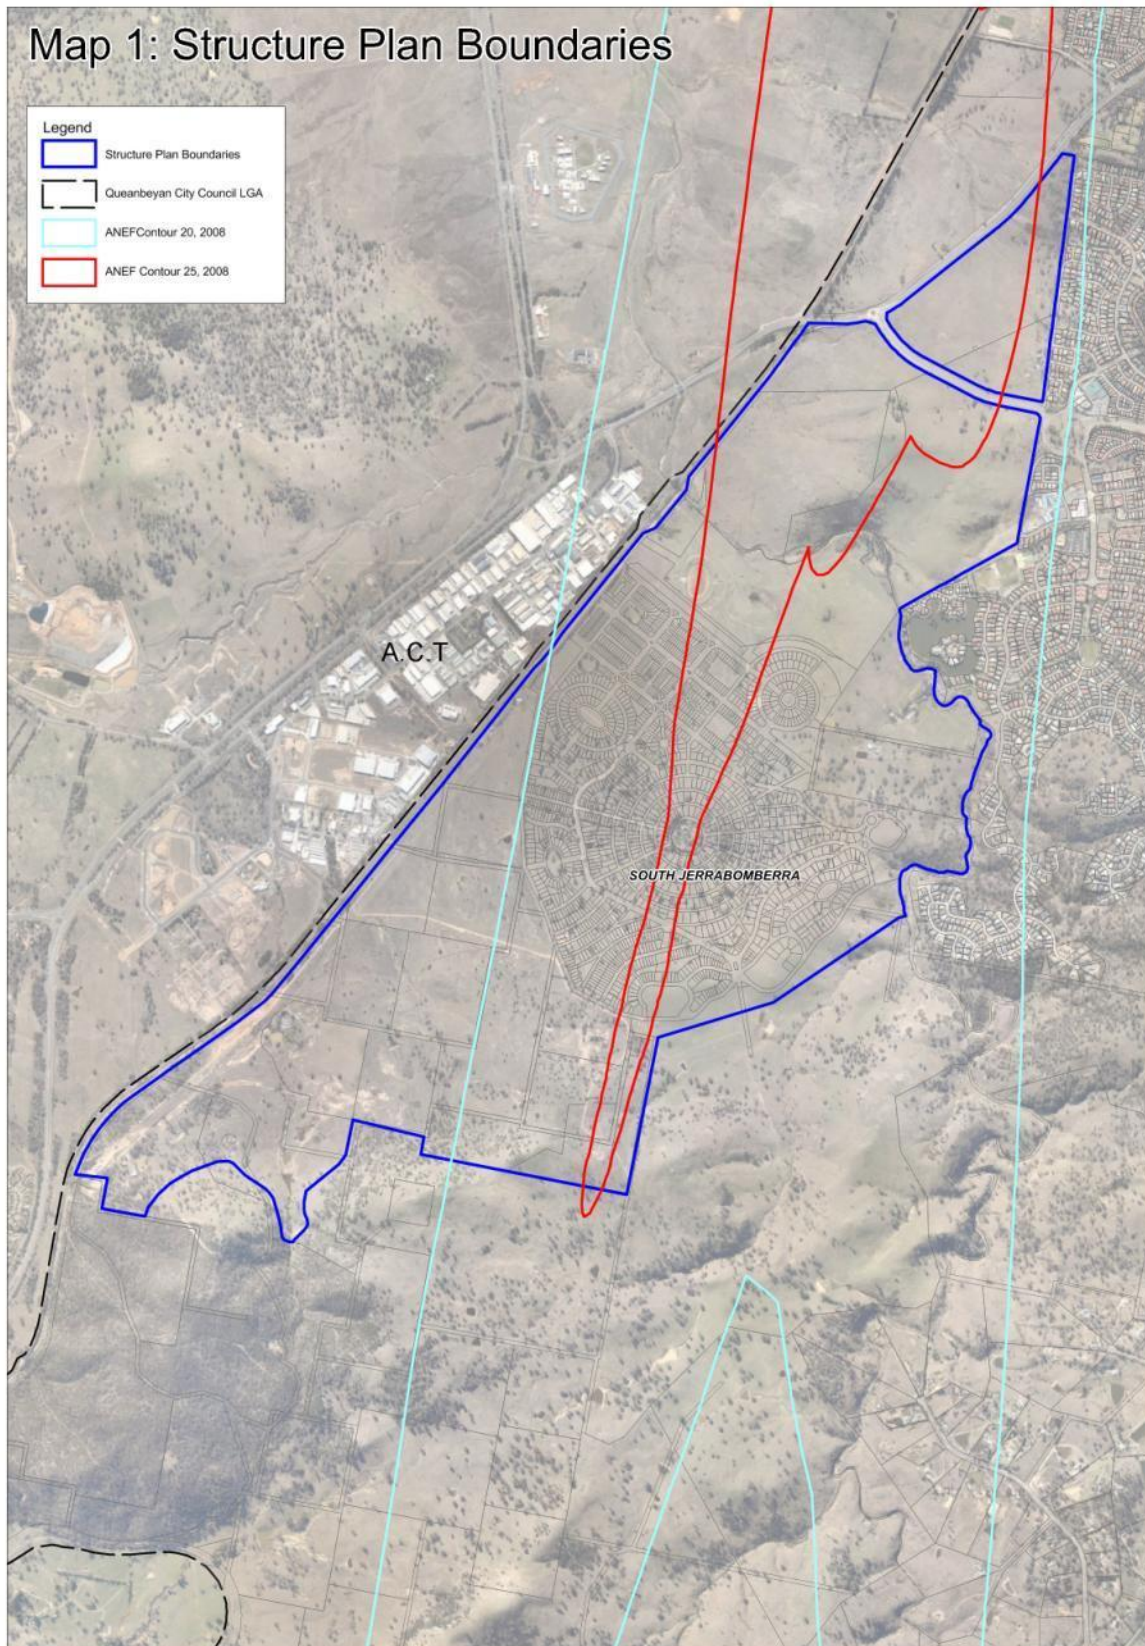 Map 1: Structure Plan Boundaries
Legend
Structure Plan Boundaries
Queanbeyan City Council LGA
ANEFContour 20, 2008
ANEF Contour 25, 2008
A.C.T
SOUTH JERRABOMBERRA